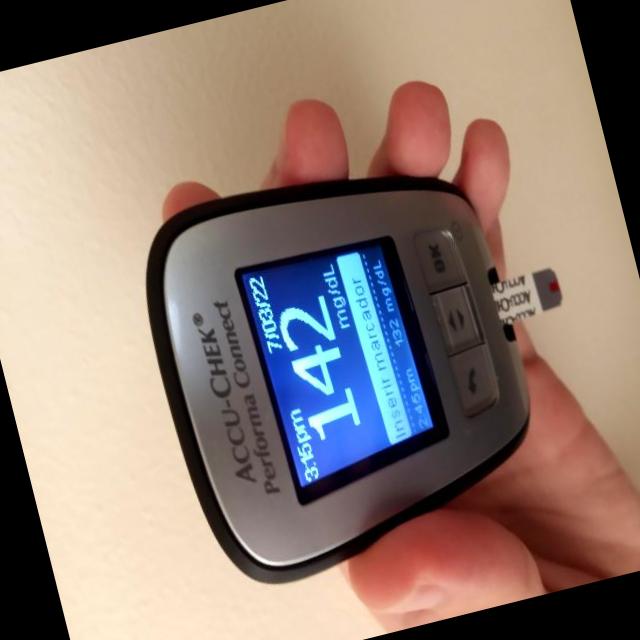 ACCU-CHEK®
Performa Connect
3:15pm 7/03/22
142
mg/dL
Inserir marcador
2:45pm 132 mg/dL
OK